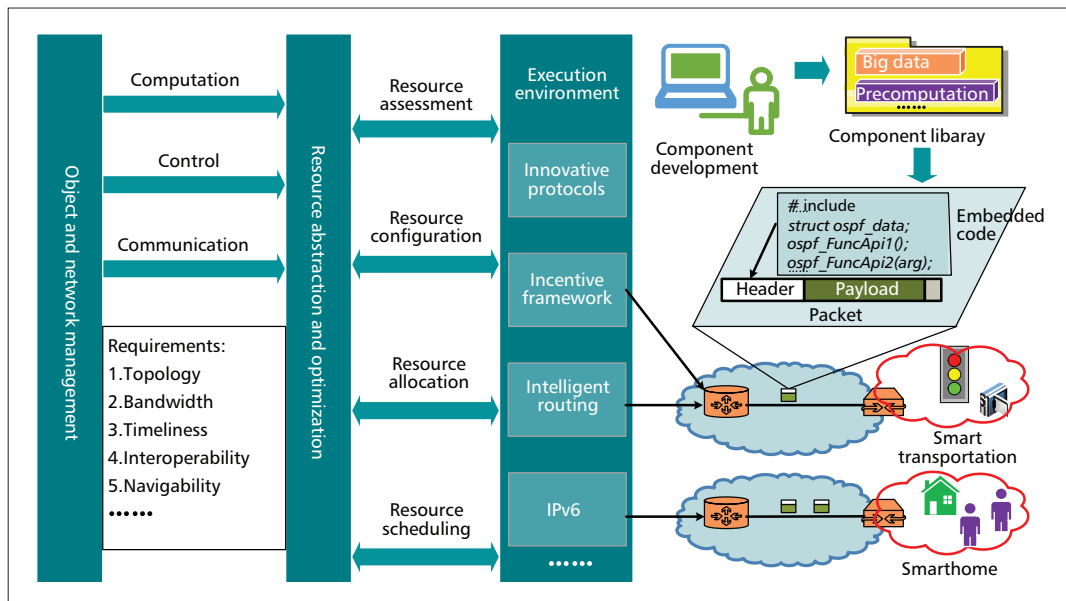 Object and network management
Computation
Control
Communication
Requirements:
1.Topology
2.Bandwidth
3.Timeliness
4.Interoperability
5.Navigability
......
Resource abstraction and optimization
Resource
assessment
Resource
configuration
Resource
allocation
Resource
scheduling
Execution
environment
Innovative
protocols
Incentive
framework
Intelligent
routing
IPv6
......
Component
development
Big data
Precomputation
......
Component libaray
#include
struct ospf_data;
ospf_FuncApi1();
ospf_FuncApi2(arg);
......
Embedded
code
Header
Payload
Packet
Smart
transportation
Smarthome